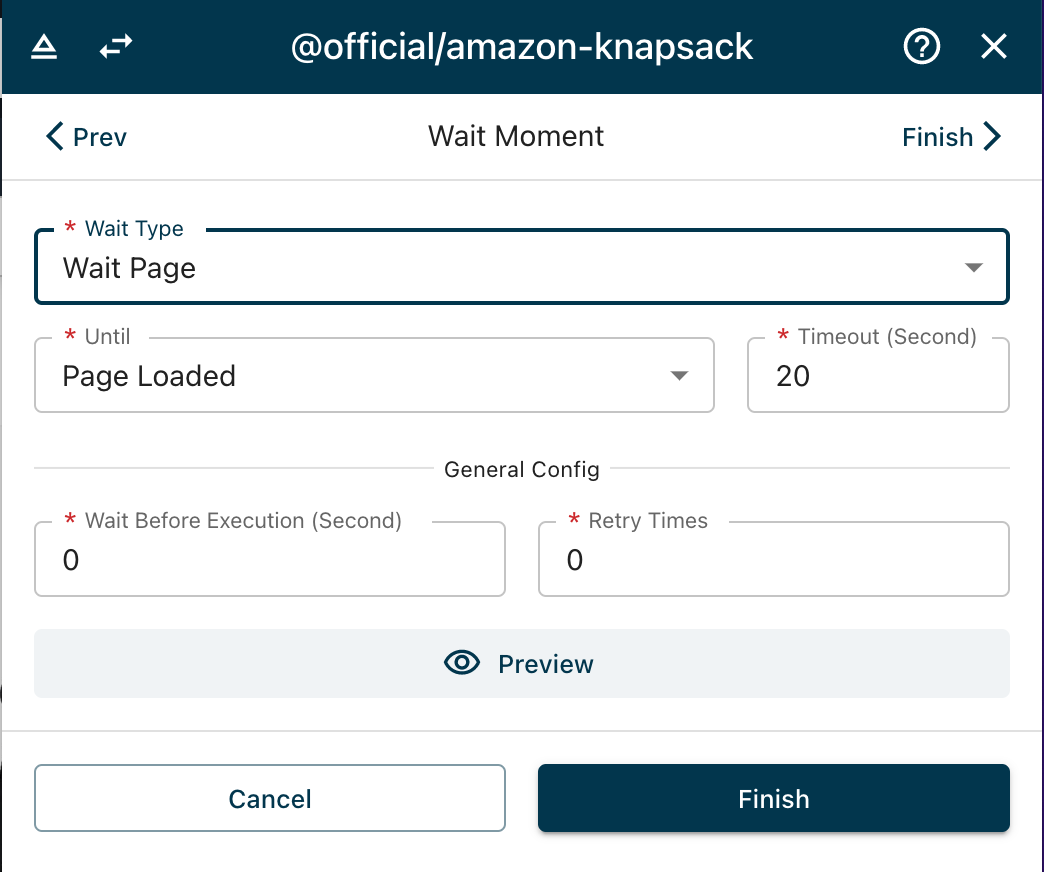 @official/amazon-knapsack
Prev
Wait Moment
Finish
* Wait Type
Wait Page
* Until
Page Loaded
* Timeout (Second)
20
General Config
* Wait Before Execution (Second)
0
* Retry Times
0
Preview
Cancel
Finish